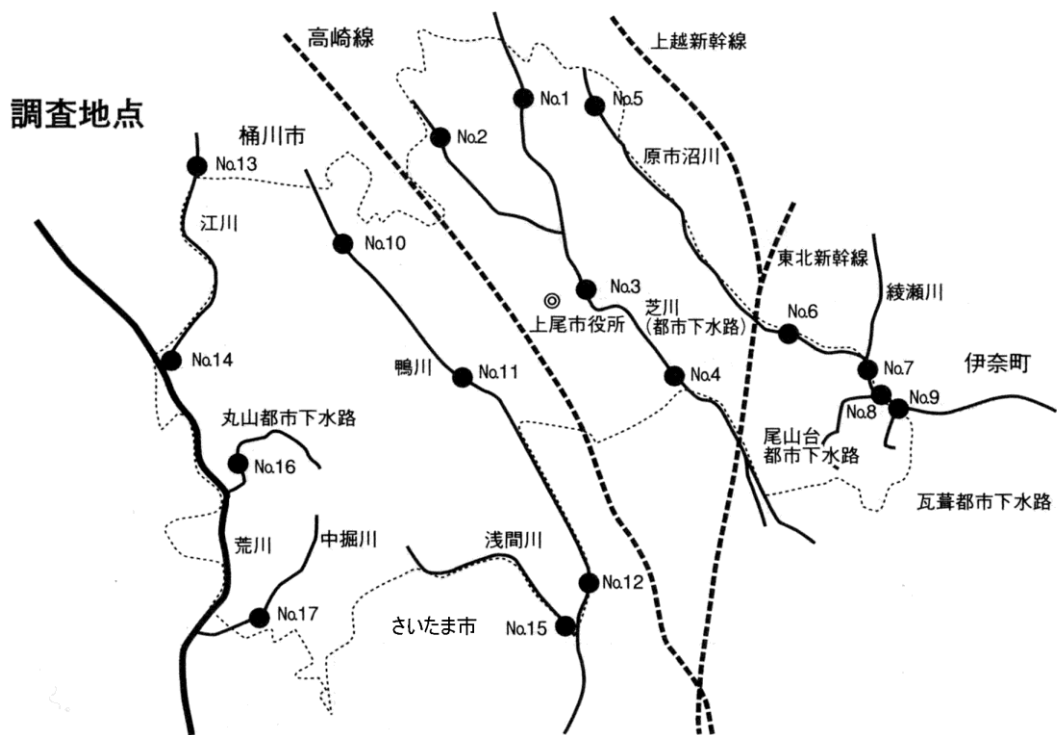 調査地点
高崎線
上越新幹線
No.1
No.5
No.2
原市沼川
桶川市
No.13
江川
No.10
東北新幹線
綾瀬川
No.3
上尾市役所
芝川
(都市下水路)
No.6
No.14
鴨川
No.11
No.4
No.7
伊奈町
No.8
No.9
丸山都市下水路
尾山台
都市下水路
No.16
瓦葺都市下水路
荒川
中堀川
浅間川
No.12
No.17
さいたま市
No.15